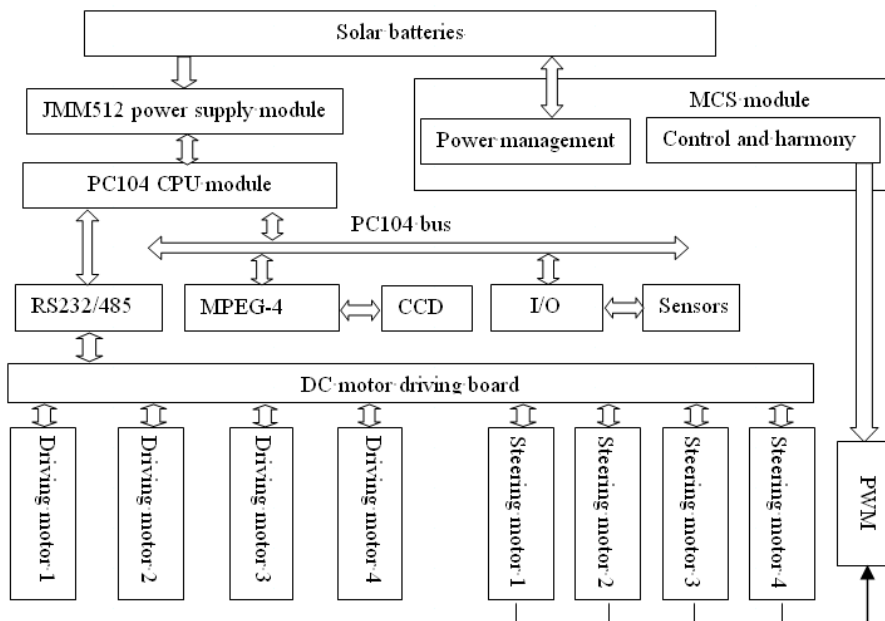 Solar batteries
JMM512 power supply module
MCS module
Power management
Control and harmony
PC104 CPU module
PC104 bus
RS232/485
MPEG-4
CCD
I/O
Sensors
DC motor driving board
Driving motor 1
Driving motor 2
Driving motor 3
Driving motor 4
Steering motor 1
Steering motor 2
Steering motor 3
Steering motor 4
PWM